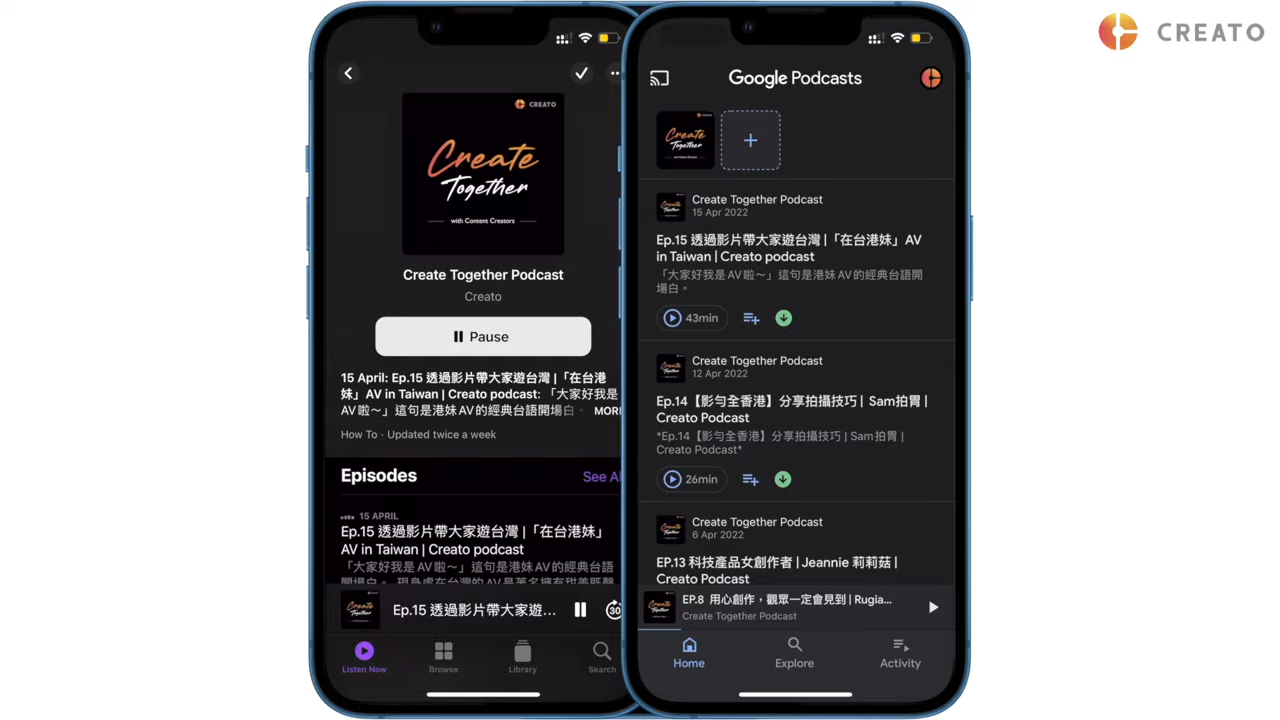 CREATO
CREATO
Create
Together
with Content Creators
Create Together Podcast
Creato
Pause
15 April: Ep.15 透過影片帶大家遊台灣 |「在台港
妹」AV in Taiwan | Creato podcast: 「大家好我是
AV啦～」這句是港妹AV的經典台語開場白。 MORE
How To · Updated twice a week
Episodes
See All
15 APRIL
Ep.15 透過影片帶大家遊台灣 |「在台港妹」
AV in Taiwan | Creato podcast
「大家好我是AV啦～」這句是港妹AV的經典台語
Ep.15 透過影片帶大家遊...
30
Listen Now
Browse
Library
Search
Google Podcasts
Create
Together
Create Together Podcast
15 Apr 2022
Ep.15 透過影片帶大家遊台灣 |「在台港妹」AV
in Taiwan | Creato podcast
「大家好我是AV啦～」這句是港妹AV的經典台語開
場白。
43min
Create Together Podcast
12 Apr 2022
Ep.14【影勻全香港】分享拍攝技巧 | Sam拍胃 |
Creato Podcast
*Ep.14【影勻全香港】分享拍攝技巧 | Sam拍胃 |
Creato Podcast*
26min
Create Together Podcast
6 Apr 2022
EP.13 科技產品女創作者 | Jeannie 莉莉菇 |
Creato Podcast
EP.8 用心創作，觀眾一定會見到 | Rugia...
Create Together Podcast
Home
Explore
Activity